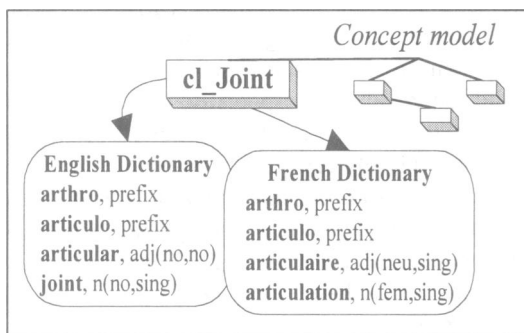 Concept model
cl_Joint
English Dictionary
arthro, prefix
articulo, prefix
articular, adj(no,no)
joint, n(no,sing)
French Dictionary
arthro, prefix
articulo, prefix
articulaire, adj(neu,sing)
articulation, n(fem,sing)